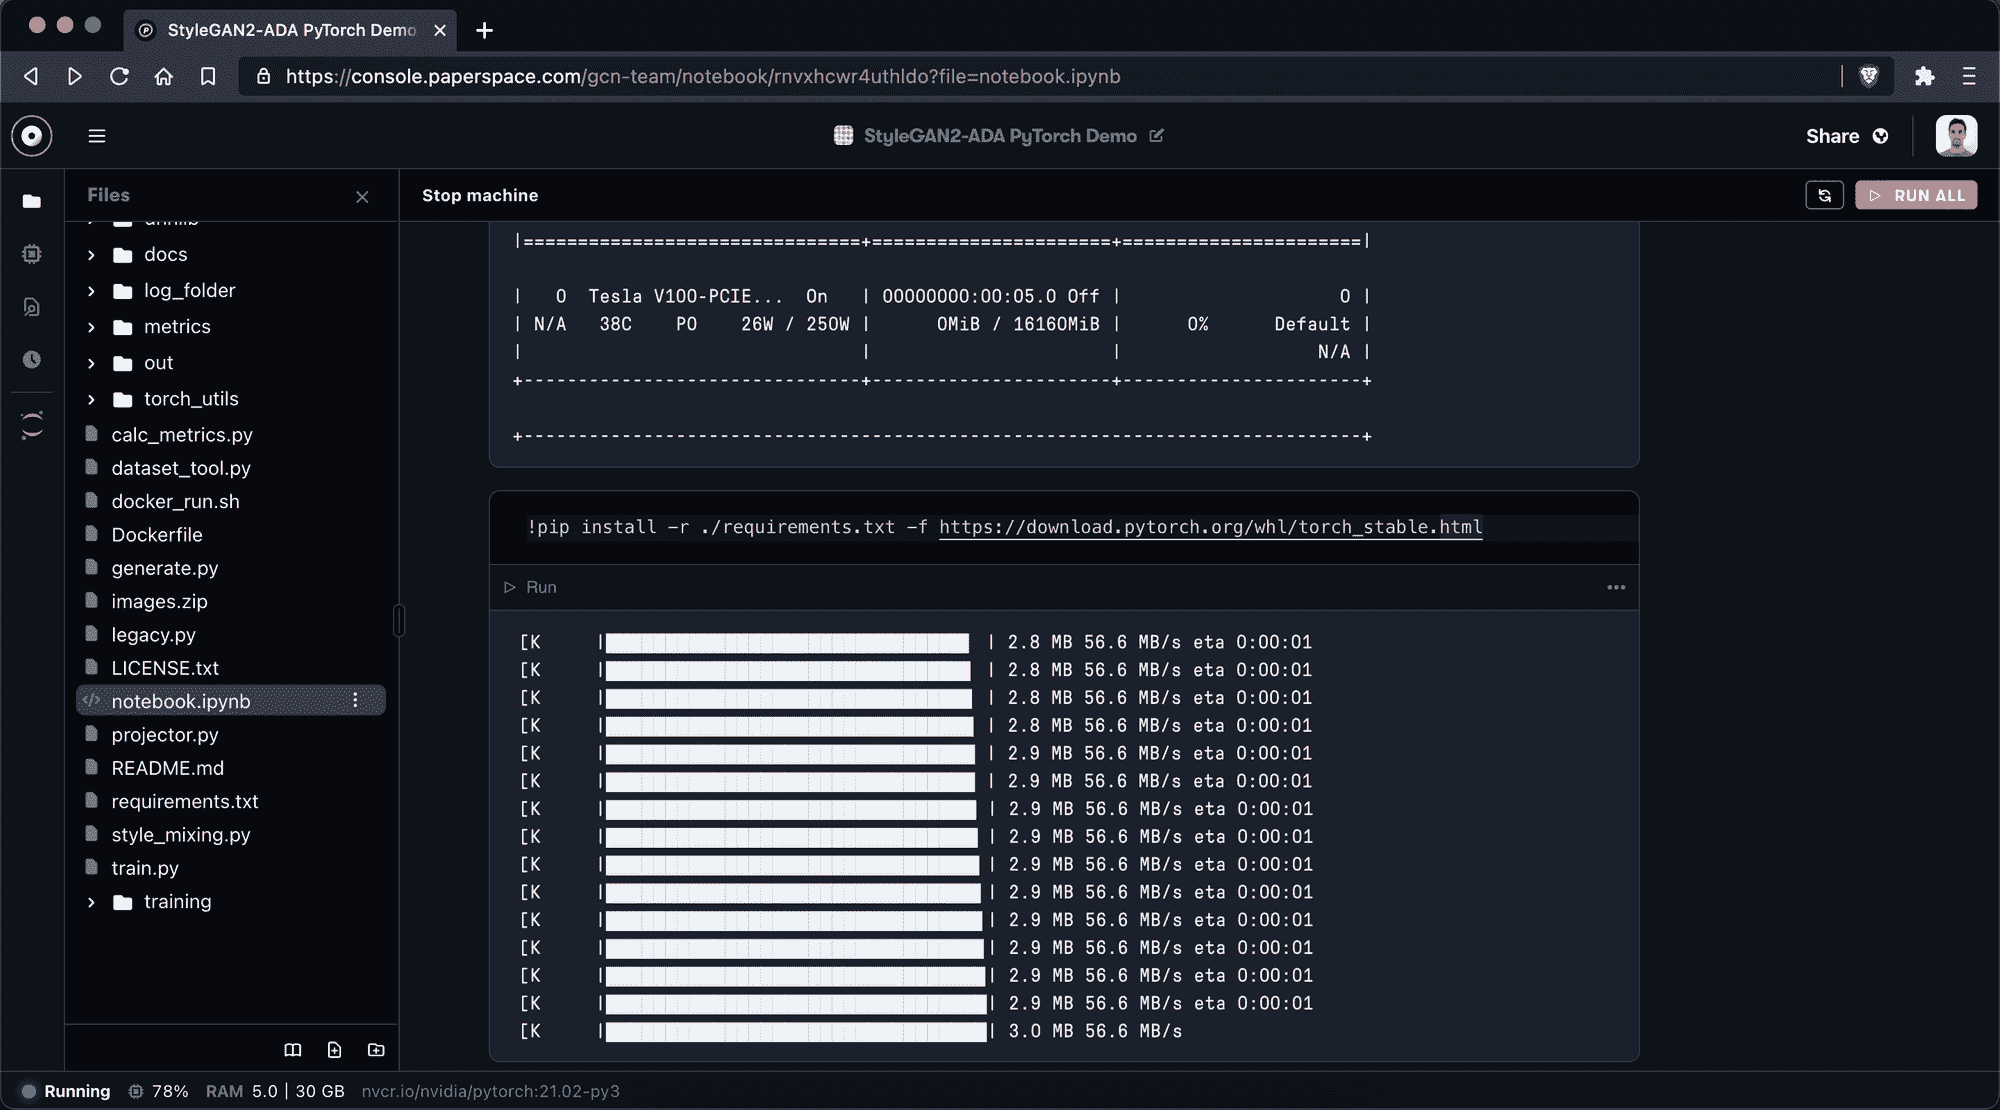 StyleGAN2-ADA PyTorch Demo
https://console.paperspace.com/gcn-team/notebook/rnvxhcwr4uthldo?file=notebook.ipynb
StyleGAN2-ADA PyTorch Demo
Share
Files
Stop machine
RUN ALL
docs
log_folder
metrics
out
torch_utils
calc_metrics.py
dataset_tool.py
docker_run.sh
Dockerfile
generate.py
images.zip
legacy.py
LICENSE.txt
notebook.ipynb
projector.py
README.md
requirements.txt
style_mixing.py
train.py
training
|===============================+======================+======================|
|   0  Tesla V100-PCIE...  On   | 00000000:00:05.0 Off |                    0 |
| N/A   38C    P0    26W / 250W |      0MiB / 16160MiB |      0%      Default |
|                               |                      |                  N/A |
+-------------------------------+----------------------+----------------------+
+-----------------------------------------------------------------------------+
!pip install -r ./requirements.txt -f https://download.pytorch.org/whl/torch_stable.html
Run
[K | | 2.8 MB 56.6 MB/s eta 0:00:01
[K | | 2.8 MB 56.6 MB/s eta 0:00:01
[K | | 2.8 MB 56.6 MB/s eta 0:00:01
[K | | 2.8 MB 56.6 MB/s eta 0:00:01
[K | | 2.9 MB 56.6 MB/s eta 0:00:01
[K | | 2.9 MB 56.6 MB/s eta 0:00:01
[K | | 2.9 MB 56.6 MB/s eta 0:00:01
[K | | 2.9 MB 56.6 MB/s eta 0:00:01
[K | | 2.9 MB 56.6 MB/s eta 0:00:01
[K | | 2.9 MB 56.6 MB/s eta 0:00:01
[K | | 2.9 MB 56.6 MB/s eta 0:00:01
[K | | 2.9 MB 56.6 MB/s eta 0:00:01
[K | | 2.9 MB 56.6 MB/s eta 0:00:01
[K | | 2.9 MB 56.6 MB/s eta 0:00:01
[K | | 3.0 MB 56.6 MB/s
Running 78% RAM 5.0 | 30 GB nvcr.io/nvidia/pytorch:21.02-py3